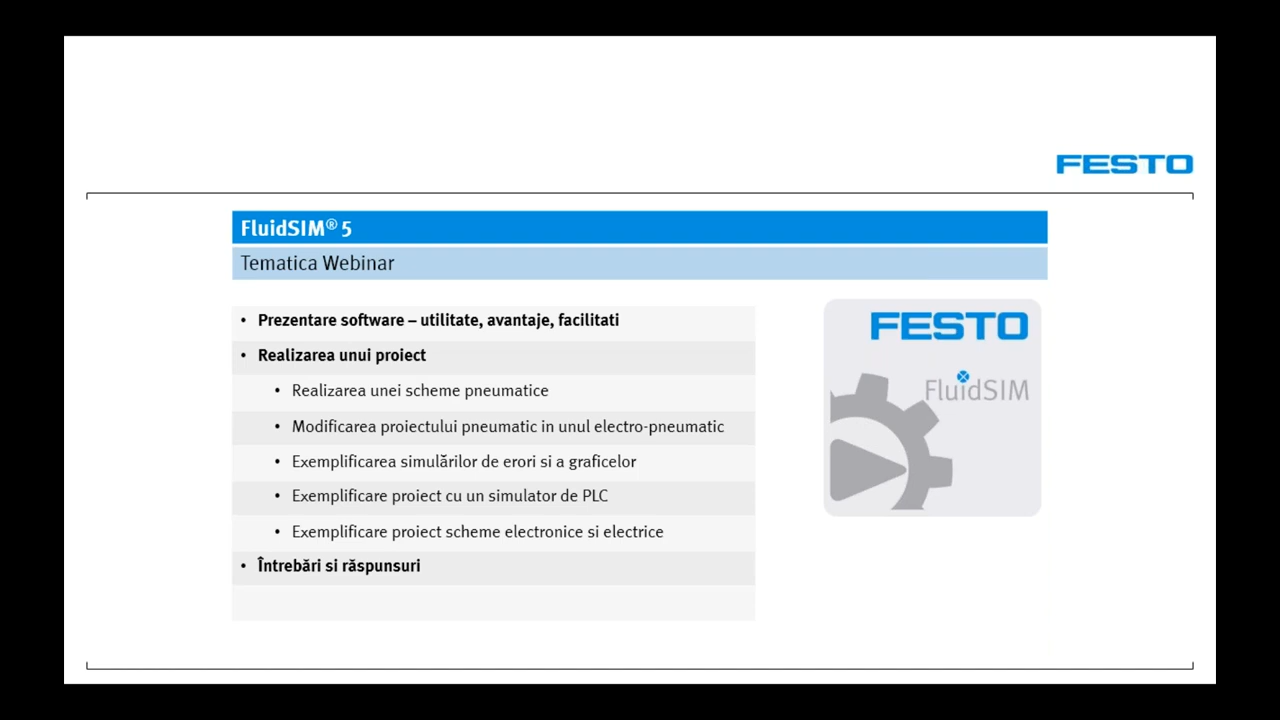 FESTO
FluidSIM® 5
Tematica Webinar
• Prezentare software – utilitate, avantaje, facilitati
• Realizarea unui proiect
• Realizarea unei scheme pneumatice
• Modificarea proiectului pneumatic in unul electro-pneumatic
• Exemplificarea simulărilor de erori si a graficelor
• Exemplificare proiect cu un simulator de PLC
• Exemplificare proiect scheme electronice si electrice
• Întrebări si răspunsuri
FESTO
FluidSIM